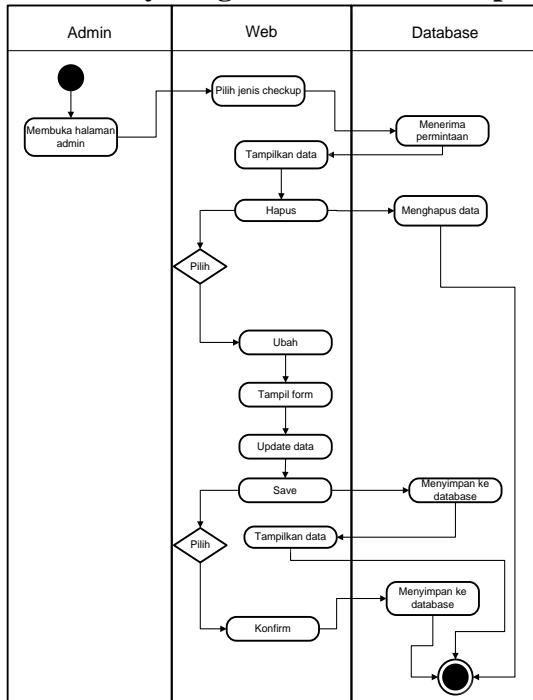 Admin
Web
Database
Pilih jenis checkup
Membuka halaman
admin
Menerima
permintaan
Tampilkan data
Hapus
Menghapus data
Pilih
Ubah
Tampil form
Update data
Save
Menyimpan ke
database
Tampilkan data
Pilih
Menyimpan ke
database
Konfirm